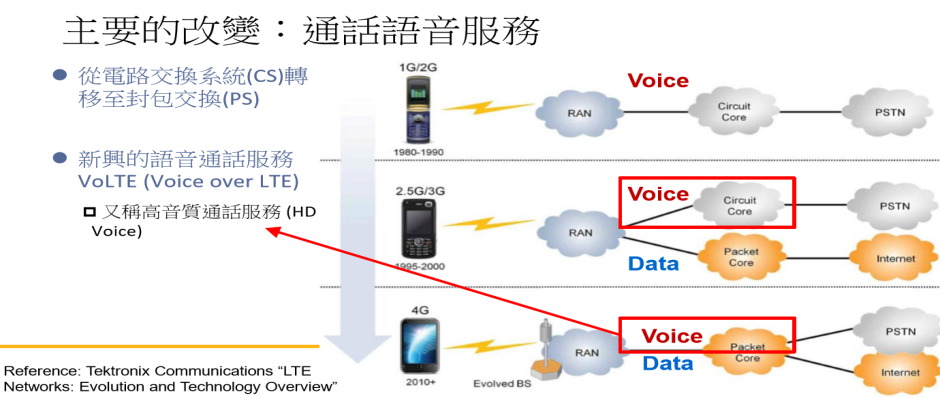 主要的改變：通話語音服務
● 從電路交換系統(CS)轉
移至封包交換(PS)
● 新興的語音通話服務
VoLTE (Voice over LTE)
又稱高音質通話服務 (HD
Voice)
Reference: Tektronix Communications “LTE
Networks: Evolution and Technology Overview”
1G/2G
1980-1990
RAN
Voice
Circuit
Core
PSTN
2.5G/3G
1995-2000
RAN
Voice
Circuit
Core
PSTN
Data
Packet
Core
Internet
4G
2010+
Evolved BS
RAN
Voice
Data
Packet
Core
PSTN
Internet